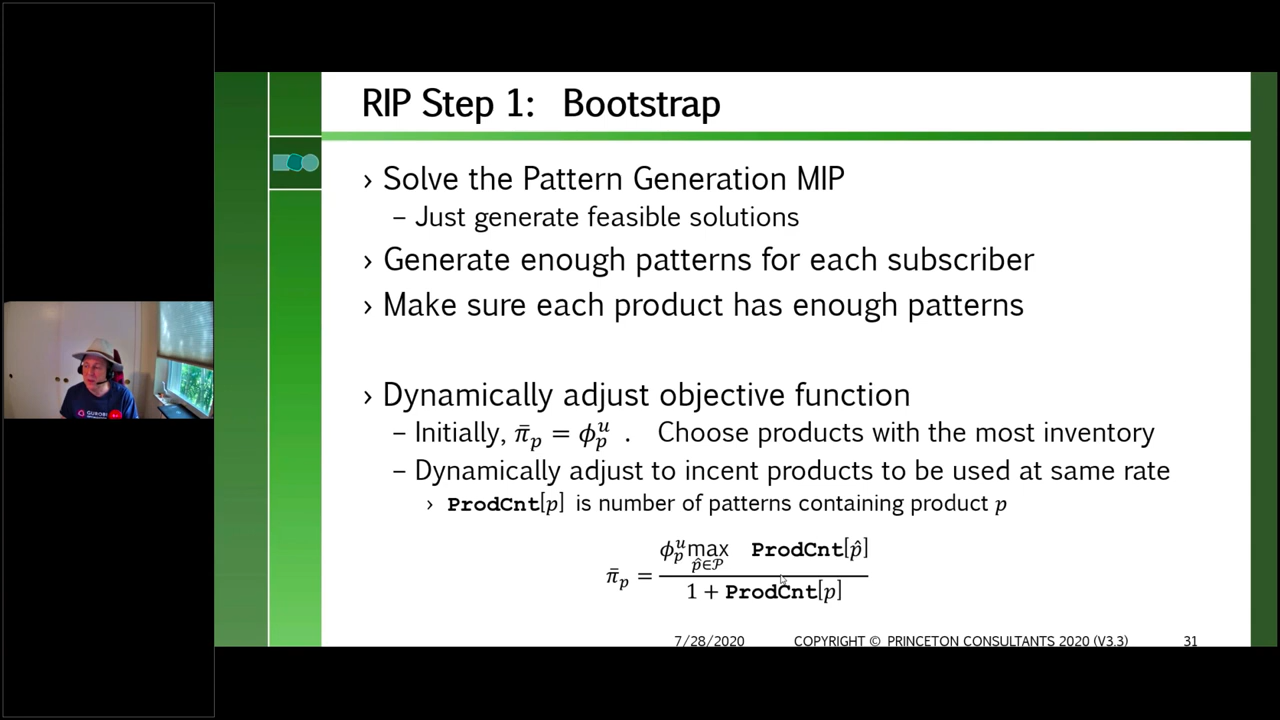 RIP Step 1: Bootstrap
› Solve the Pattern Generation MIP
– Just generate feasible solutions
› Generate enough patterns for each subscriber
› Make sure each product has enough patterns
› Dynamically adjust objective function
– Initially, π̄ₚ = ϕₚᵘ . Choose products with the most inventory
– Dynamically adjust to incent products to be used at same rate
› ProdCnt[p] is number of patterns containing product p
ϕₚᵘ max ProdCnt[p̂]
p̂∈𝒫
π̄ₚ =
1 + ProdCnt[p]
7/28/2020 COPYRIGHT © PRINCETON CONSULTANTS 2020 (V3.3) 31